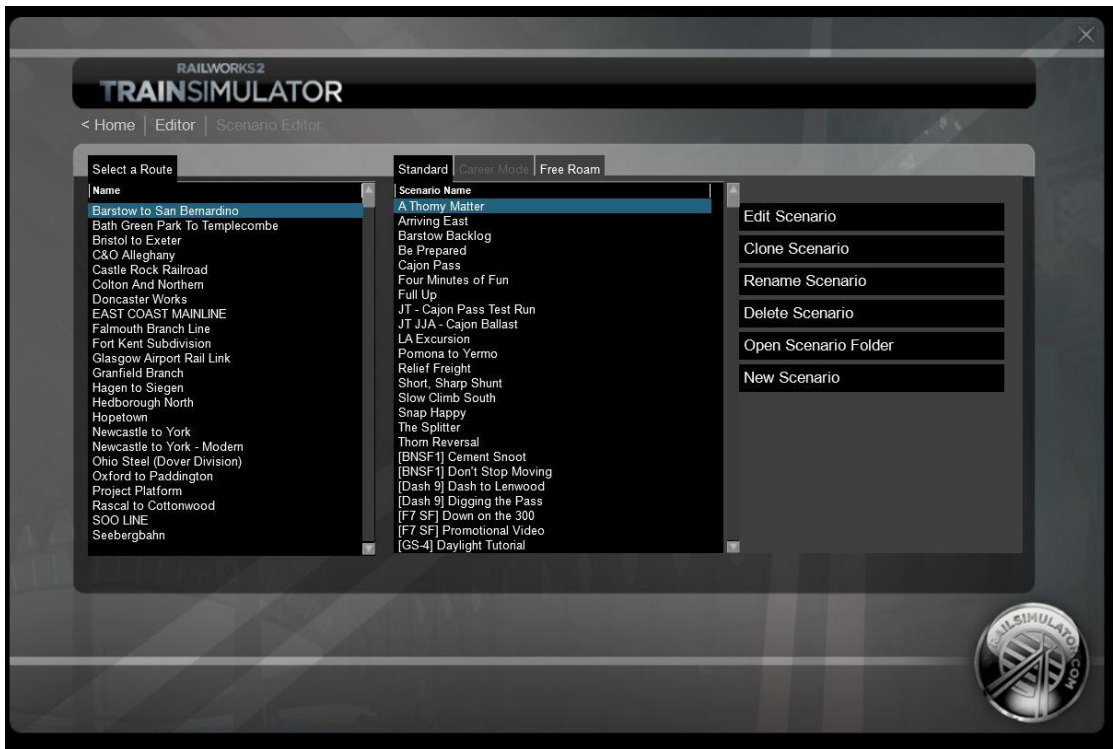 RAILWORKS 2
TRAINSIMULATOR
< Home | Editor | Scenario Editor
Select a Route
Name
Barstow to San Bernardino
Bath Green Park To Templecombe
Bristol to Exeter
C&O Alleghany
Castle Rock Railroad
Colton And Northern
Doncaster Works
EAST COAST MAINLINE
Falmouth Branch Line
Fort Kent Subdivision
Glasgow Airport Rail Link
Granfield Branch
Hagen to Siegen
Hedborough North
Hopetown
Newcastle to York
Newcastle to York - Modern
Ohio Steel (Dover Division)
Oxford to Paddington
Project Platform
Rascal to Cottonwood
SOO LINE
Seebergbahn
Standard | Career Mode | Free Roam
Scenario Name
A Thorny Matter
Arriving East
Barstow Backlog
Be Prepared
Cajon Pass
Four Minutes of Fun
Full Up
JT - Cajon Pass Test Run
JT JJA - Cajon Ballast
LA Excursion
Pomona to Yermo
Relief Freight
Short, Sharp Shunt
Slow Climb South
Snap Happy
The Splitter
Thorn Reversal
[BNSF1] Cement Snoot
[BNSF1] Don't Stop Moving
[Dash 9] Dash to Lenwood
[Dash 9] Digging the Pass
[F7 SF] Down on the 300
[F7 SF] Promotional Video
[GS-4] Daylight Tutorial
Edit Scenario
Clone Scenario
Rename Scenario
Delete Scenario
Open Scenario Folder
New Scenario
RAILSIMULATOR.COM